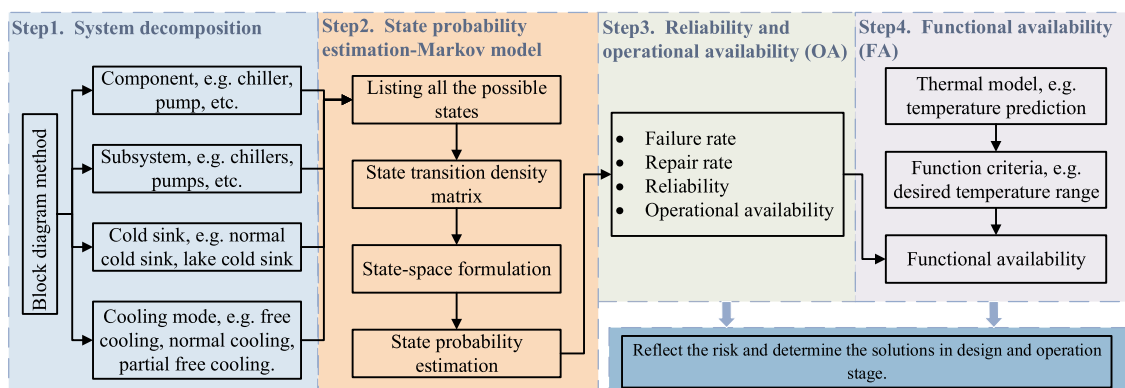 Step1. System decomposition
Block diagram method
Component, e.g. chiller,
pump, etc.
Subsystem, e.g. chillers,
pumps, etc.
Cold sink, e.g. normal
cold sink, lake cold sink
Cooling mode, e.g. free
cooling, normal cooling,
partial free cooling.
Step2. State probability
estimation-Markov model
Listing all the possible
states
State transition density
matrix
State-space formulation
State probability
estimation
Step3. Reliability and
operational availability (OA)
• Failure rate
• Repair rate
• Reliability
• Operational availability
Step4. Functional availability
(FA)
Thermal model, e.g.
temperature prediction
Function criteria, e.g.
desired temperature range
Functional availability
Reflect the risk and determine the solutions in design and operation
stage.